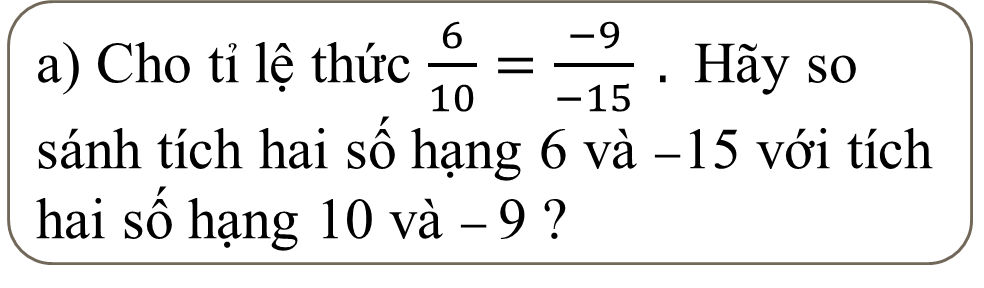 a) Cho tỉ lệ thức 6/10 = −9/−15 . Hãy so
sánh tích hai số hạng 6 và −15 với tích
hai số hạng 10 và − 9 ?